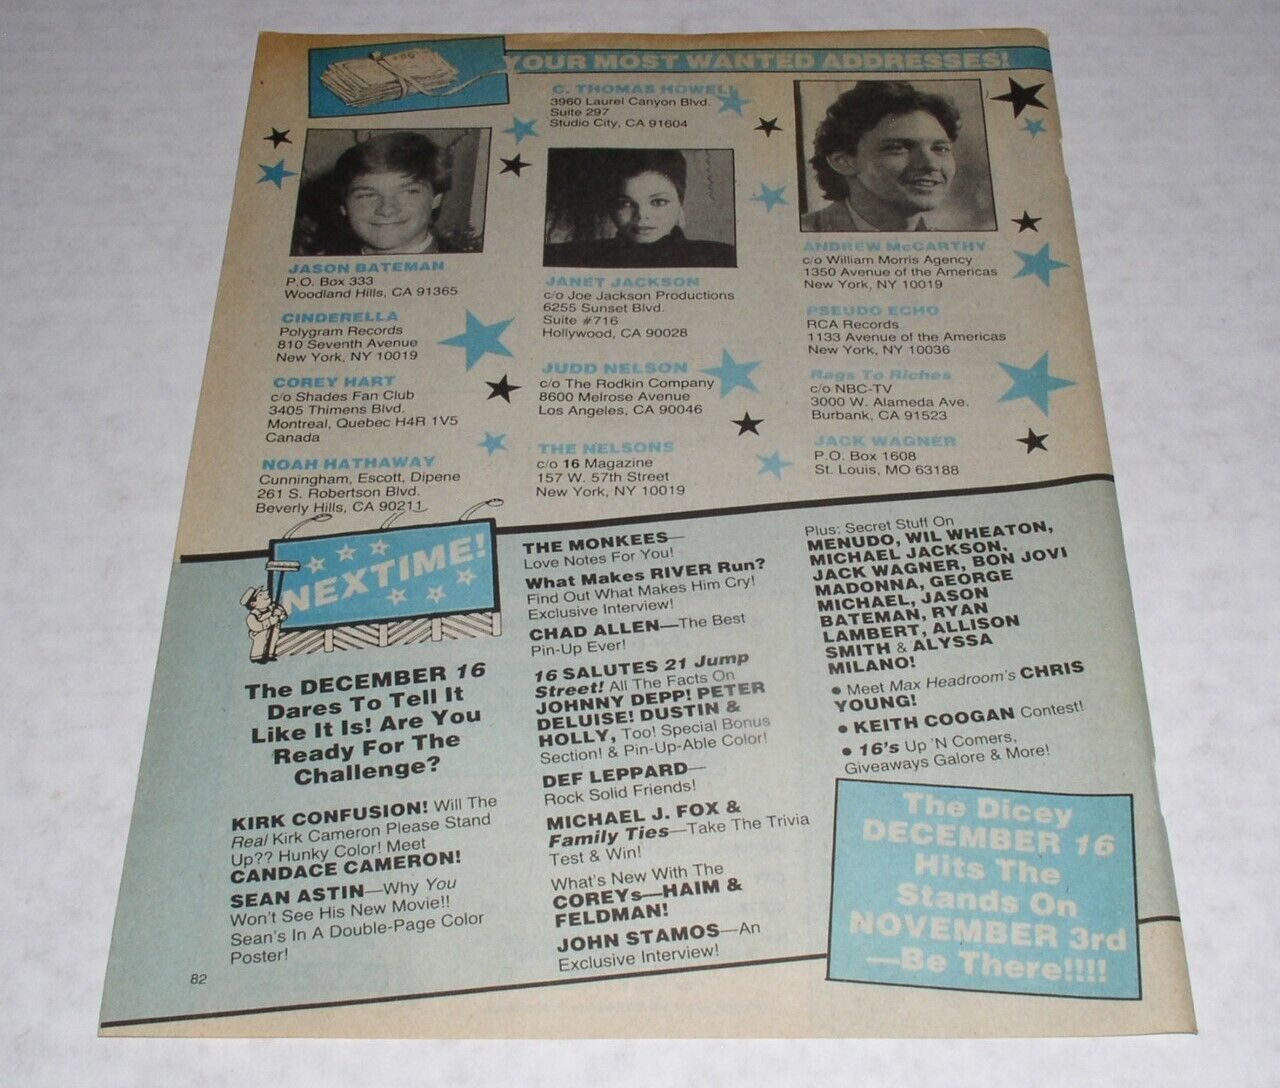 YOUR MOST WANTED ADDRESSES!
JASON BATEMAN
P.O. Box 333
Woodland Hills, CA 91365
CINDERELLA
Polygram Records
810 Seventh Avenue
New York, NY 10019
COREY HART
c/o Shades Fan Club
3405 Thimens Blvd.
Montreal, Quebec H4R 1V5
Canada
NOAH HATHAWAY
Cunningham, Escott, Dipene
261 S. Robertson Blvd.
Beverly Hills, CA 90211
C. THOMAS HOWELL
3960 Laurel Canyon Blvd.
Suite 297
Studio City, CA 91604
JANET JACKSON
c/o Joe Jackson Productions
6255 Sunset Blvd.
Suite #716
Hollywood, CA 90028
JUDD NELSON
c/o The Rodkin Company
8600 Melrose Avenue
Los Angeles, CA 90046
THE NELSONS
c/o 16 Magazine
157 W. 57th Street
New York, NY 10019
ANDREW McCARTHY
c/o William Morris Agency
1350 Avenue of the Americas
New York, NY 10019
PSEUDO ECHO
RCA Records
1133 Avenue of the Americas
New York, NY 10036
Rags To Riches
c/o NBC-TV
3000 W. Alameda Ave.
Burbank, CA 91523
JACK WAGNER
P.O. Box 1608
St. Louis, MO 63188
NEXTIME!
The DECEMBER 16
Dares To Tell It
Like It Is! Are You
Ready For The
Challenge?
KIRK CONFUSION! Will The
Real Kirk Cameron Please Stand
Up?? Hunky Color! Meet
CANDACE CAMERON!
SEAN ASTIN—Why You
Won't See His New Movie!!
Sean's In A Double-Page Color
Poster!
82
THE MONKEES—
Love Notes For You!
What Makes RIVER Run?
Find Out What Makes Him Cry!
Exclusive Interview!
CHAD ALLEN—The Best
Pin-Up Ever!
16 SALUTES 21 Jump
Street! All The Facts On
JOHNNY DEPP! PETER
DELUISE! DUSTIN &
HOLLY, Too! Special Bonus
Section! & Pin-Up-Able Color!
DEF LEPPARD—
Rock Solid Friends!
MICHAEL J. FOX &
Family Ties—Take The Trivia
Test & Win!
What's New With The
COREYs—HAIM &
FELDMAN!
JOHN STAMOS—An
Exclusive Interview!
Plus: Secret Stuff On
MENUDO, WIL WHEATON,
MICHAEL JACKSON,
JACK WAGNER, BON JOVI
MADONNA, GEORGE
MICHAEL, JASON
BATEMAN, RYAN
LAMBERT, ALLISON
SMITH & ALYSSA
MILANO!
• Meet Max Headroom's CHRIS
YOUNG!
• KEITH COOGAN Contest!
• 16's Up 'N Comers,
Giveaways Galore & More!
The Dicey
DECEMBER 16
Hits The
Stands On
NOVEMBER 3rd
—Be There!!!!